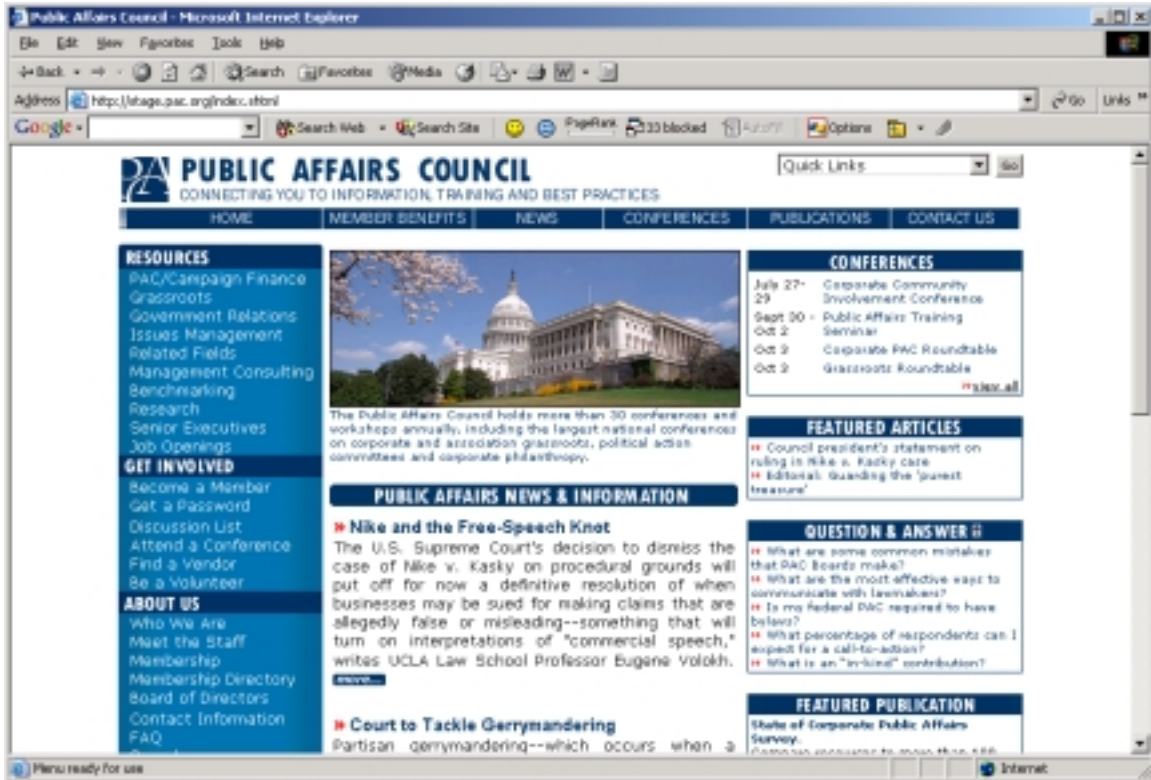 Public Affairs Council - Microsoft Internet Explorer
File Edit View Favorites Tools Help
Back Search Favorites Media
Address http://stage.pac.org/index.shtml Go Links
Google Search Web Search Site PageRank 133 blocked AutoFill Options
PUBLIC AFFAIRS COUNCIL
CONNECTING YOU TO INFORMATION, TRAINING AND BEST PRACTICES
Quick Links Go
HOME MEMBER BENEFITS NEWS CONFERENCES PUBLICATIONS CONTACT US
RESOURCES
PAC/Campaign Finance
Grassroots
Government Relations
Issues Management
Related Fields
Management Consulting
Benchmarking
Research
Senior Executives
Job Openings
GET INVOLVED
Become a Member
Get a Password
Discussion List
Attend a Conference
Find a Vendor
Be a Volunteer
ABOUT US
Who We Are
Meet the Staff
Membership
Membership Directory
Board of Directors
Contact Information
FAQ
The Public Affairs Council holds more than 30 conferences and
workshops annually, including the largest national conferences
on corporate and association grassroots, political action
committees and corporate philanthropy.
PUBLIC AFFAIRS NEWS & INFORMATION
Nike and the Free-Speech Knot
The U.S. Supreme Court's decision to dismiss the
case of Nike v. Kasky on procedural grounds will
put off for now a definitive resolution of when
businesses may be sued for making claims that are
allegedly false or misleading--something that will
turn on interpretations of "commercial speech,"
writes UCLA Law School Professor Eugene Volokh.
more...
Court to Tackle Gerrymandering
Partisan gerrymandering--which occurs when a
CONFERENCES
July 27- Corporate Community
29 Involvement Conference
Sept 30 - Public Affairs Training
Oct 2 Seminar
Oct 3 Corporate PAC Roundtable
Oct 3 Grassroots Roundtable
view all
FEATURED ARTICLES
Council president's statement on
ruling in Nike v. Kasky case
Editorial: Guarding the 'purest
treasure'
QUESTION & ANSWER
What are some common mistakes
that PAC Boards make?
What are the most effective ways to
communicate with lawmakers?
Is my federal PAC required to have
bylaws?
What percentage of respondents can I
expect for a call-to-action?
What is an "in-kind" contribution?
FEATURED PUBLICATION
State of Corporate Public Affairs
Survey.
Compare resources to more than
Menu ready for use
Internet